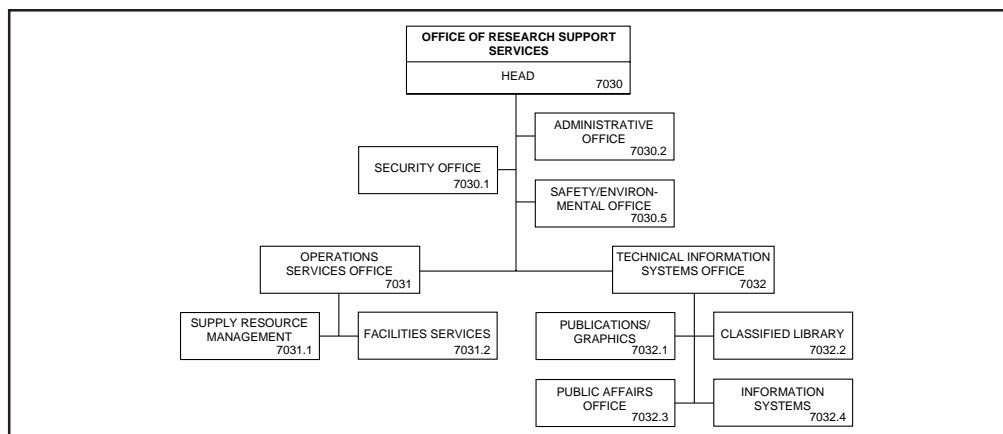 OFFICE OF RESEARCH SUPPORT
SERVICES
HEAD
7030
ADMINISTRATIVE
OFFICE
7030.2
SECURITY OFFICE
7030.1
SAFETY/ENVIRON-
MENTAL OFFICE
7030.5
OPERATIONS
SERVICES OFFICE
7031
TECHNICAL INFORMATION
SYSTEMS OFFICE
7032
SUPPLY RESOURCE
MANAGEMENT
7031.1
FACILITIES SERVICES
7031.2
PUBLICATIONS/
GRAPHICS
7032.1
CLASSIFIED LIBRARY
7032.2
PUBLIC AFFAIRS
OFFICE
7032.3
INFORMATION
SYSTEMS
7032.4